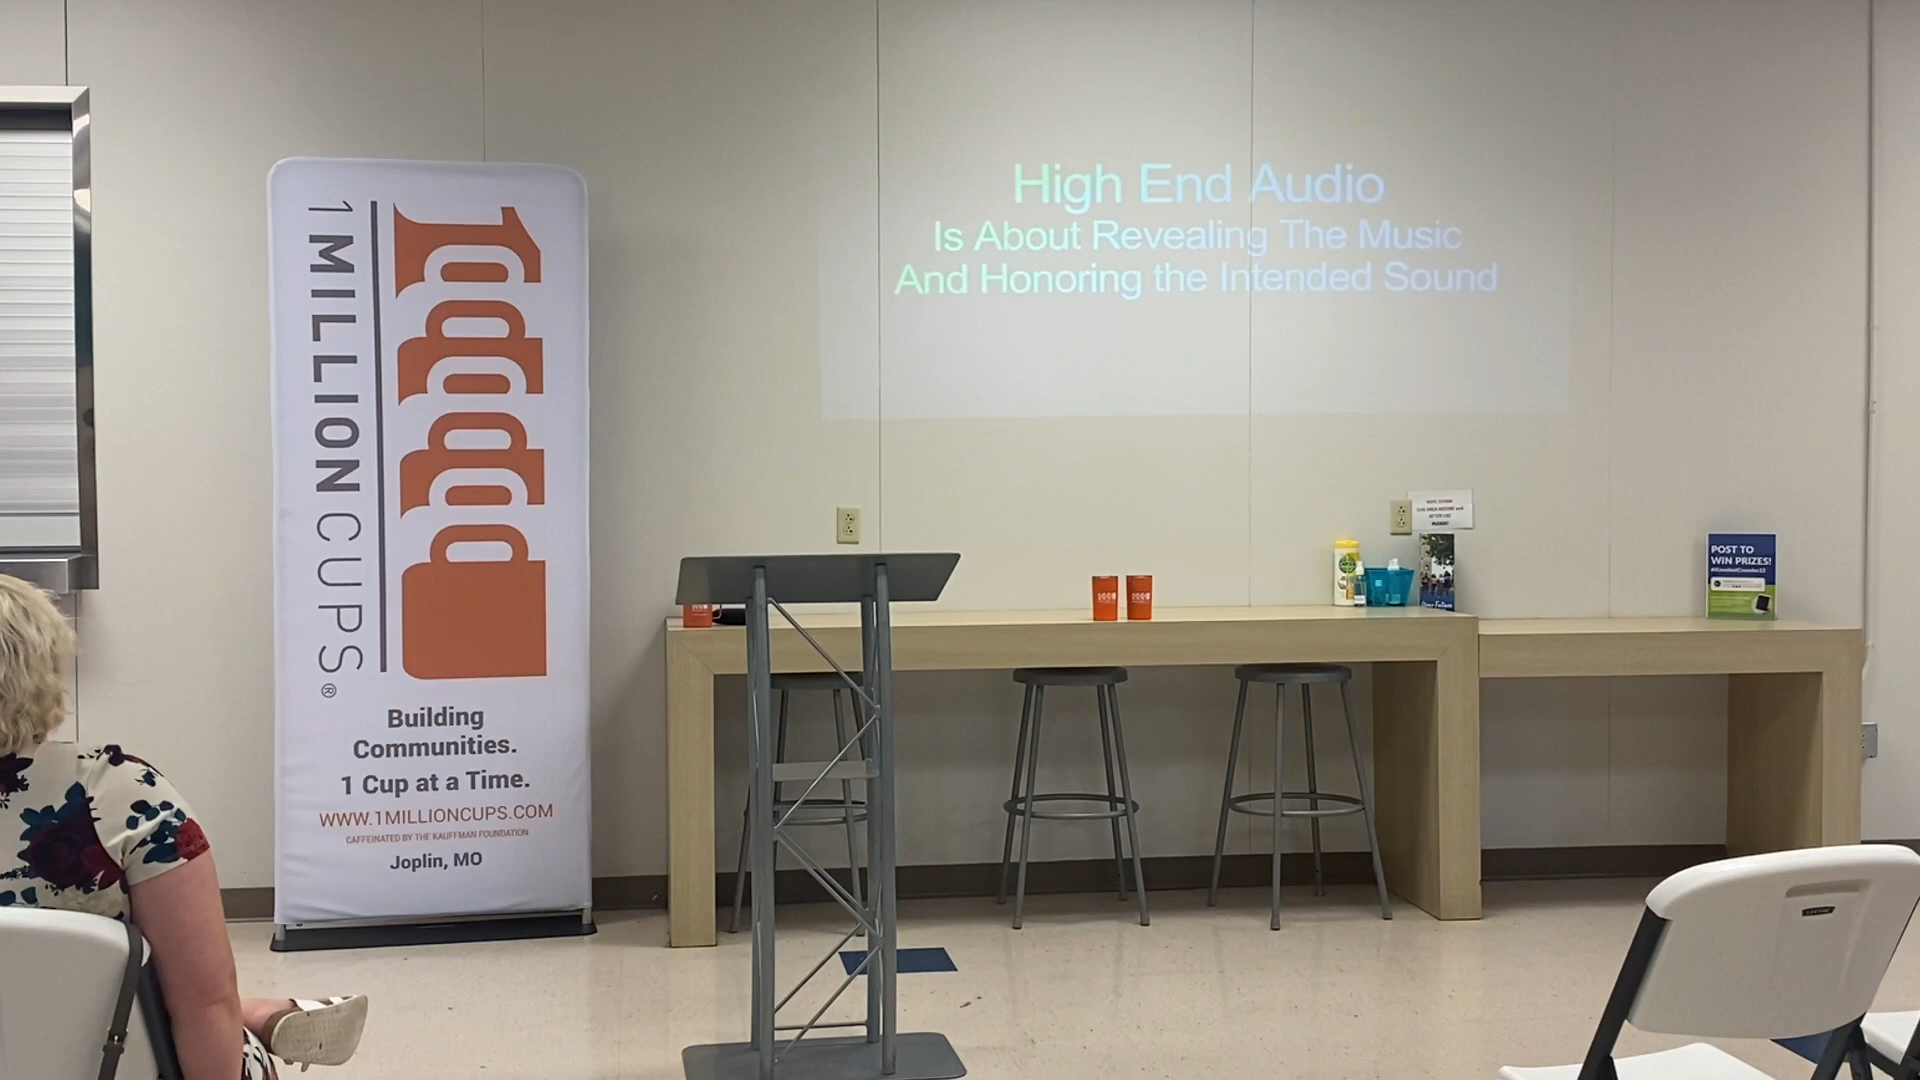 1 MILLION CUPS®
Building
Communities.
1 Cup at a Time.
WWW.1MILLIONCUPS.COM
CAFFEINATED BY THE KAUFFMAN FOUNDATION
Joplin, MO
High End Audio
Is About Revealing The Music
And Honoring the Intended Sound
POST TO
WIN PRIZES!